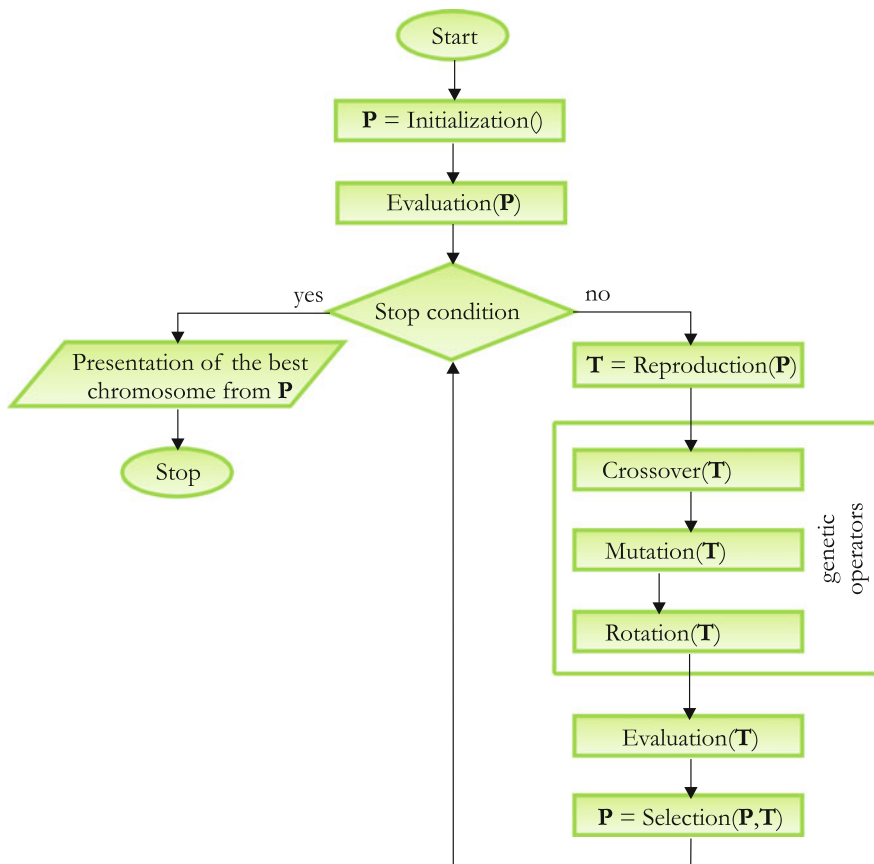 Start
P = Initialization()
Evaluation(P)
Stop condition
yes
no
Presentation of the best
chromosome from P
Stop
T = Reproduction(P)
Crossover(T)
Mutation(T)
Rotation(T)
genetic
operators
Evaluation(T)
P = Selection(P,T)